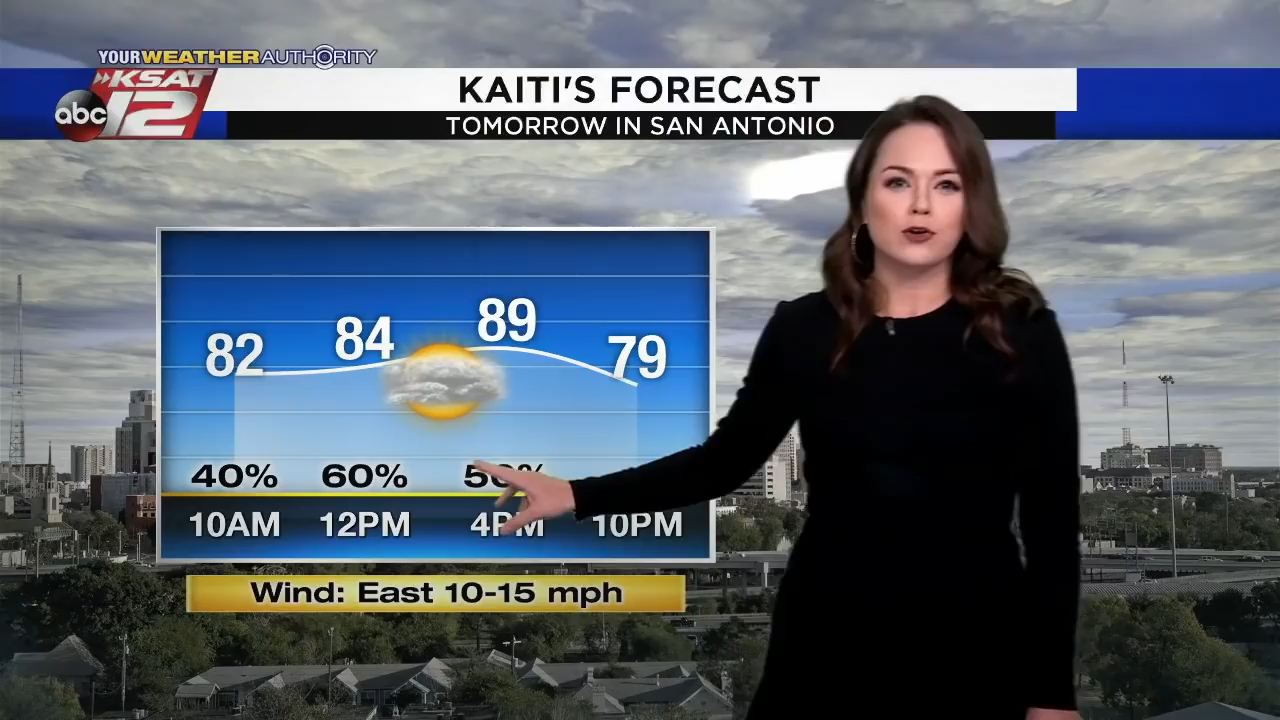 YOURWEATHERAUTHORITY
KSAT
abc 12
KAITI'S FORECAST
TOMORROW IN SAN ANTONIO
82 84 89 79
40% 60% 50%
10AM 12PM 4PM 10PM
Wind: East 10-15 mph